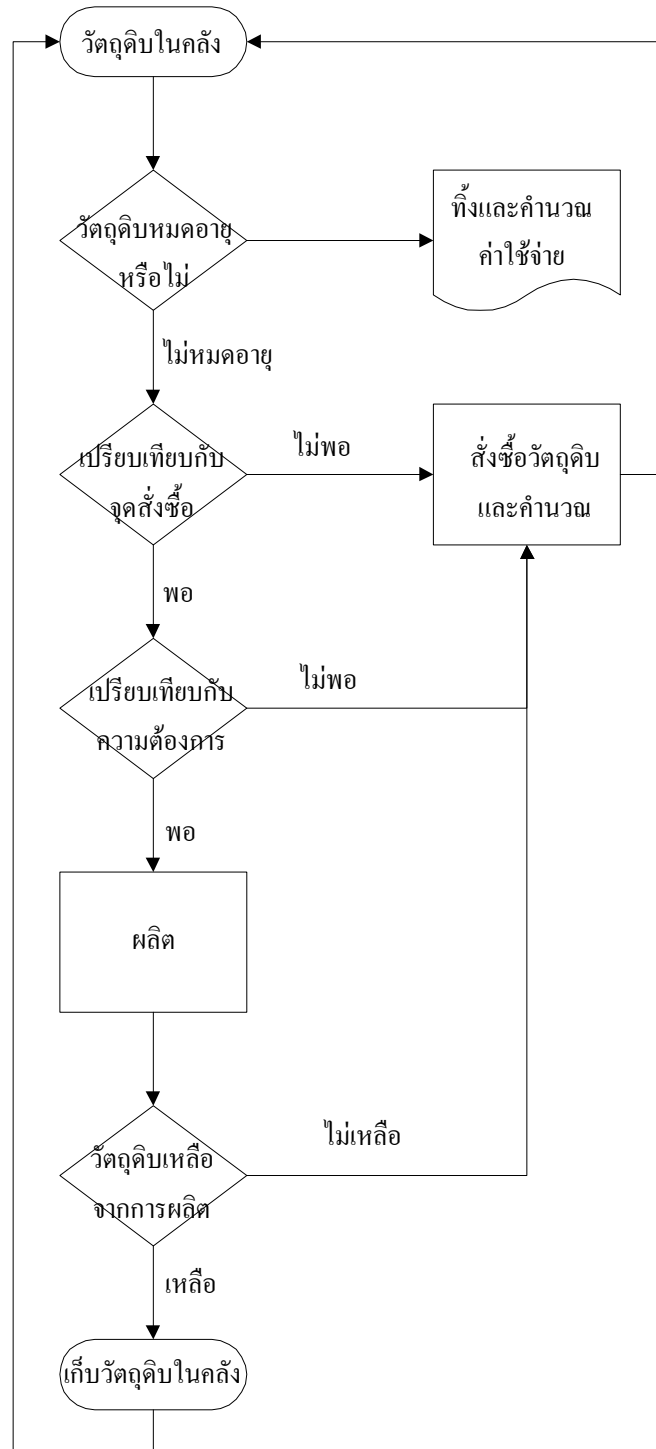 วัตถุดิบในคลัง
วัตถุดิบหมดอายุ
หรือไม่
ทิ้งและคำนวณ
ค่าใช้จ่าย
ไม่หมดอายุ
เปรียบเทียบกับ
จุดสั่งซื้อ
ไม่พอ
สั่งซื้อวัตถุดิบ
และคำนวณ
พอ
เปรียบเทียบกับ
ความต้องการ
ไม่พอ
พอ
ผลิต
วัตถุดิบเหลือ
จากการผลิต
ไม่เหลือ
เหลือ
เก็บวัตถุดิบในคลัง